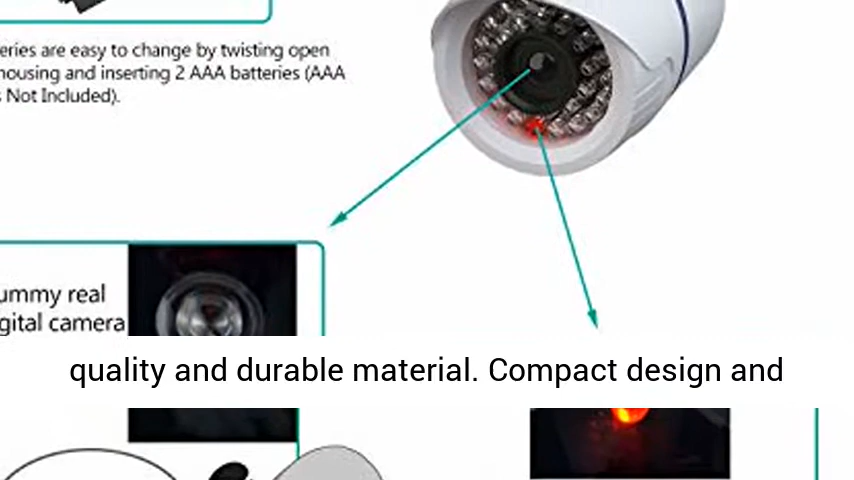 eries are easy to change by twisting open
housing and inserting 2 AAA batteries (AAA
s Not Included).
ummy real
gital camera
quality and durable material. Compact design and